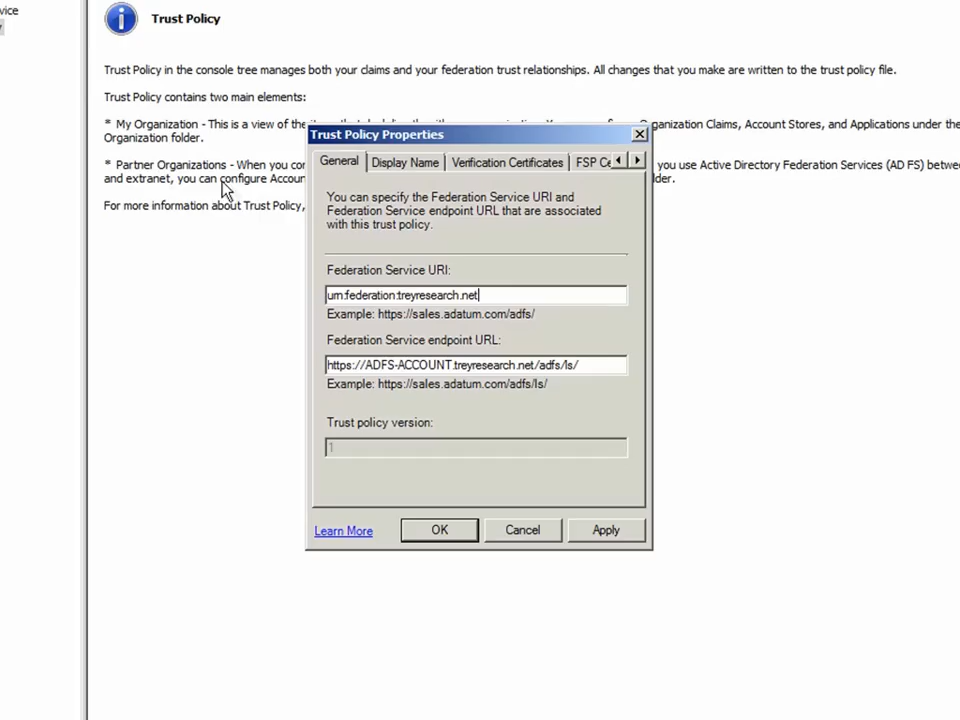 vice
Trust Policy
Trust Policy in the console tree manages both your claims and your federation trust relationships. All changes that you make are written to the trust policy file.
Trust Policy contains two main elements:
* My Organization - This is a view of the
Organization Claims, Account Stores, and Applications under the
Organization folder.
* Partner Organizations - When you con
you use Active Directory Federation Services (AD FS) betwe
and extranet, you can configure Accoun
der.
For more information about Trust Policy,
Trust Policy Properties
General
Display Name
Verification Certificates
FSP Ce
You can specify the Federation Service URI and
Federation Service endpoint URL that are associated
with this trust policy.
Federation Service URI:
urn:federation:treyresearch.net
Example: https://sales.adatum.com/adfs/
Federation Service endpoint URL:
https://ADFS-ACCOUNT.treyresearch.net/adfs/ls/
Example: https://sales.adatum.com/adfs/ls/
Trust policy version:
1
Learn More
OK
Cancel
Apply